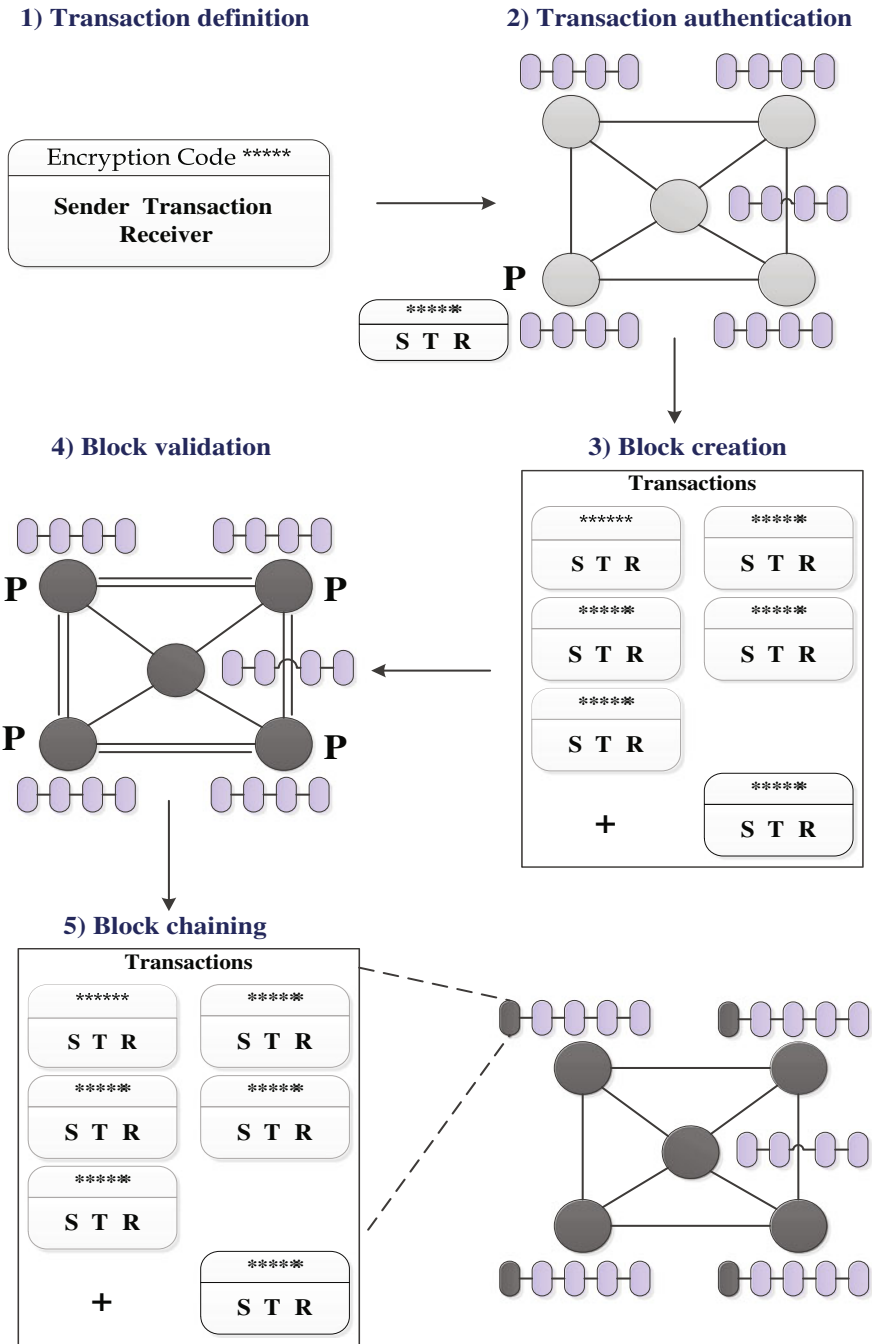 1) Transaction definition
Encryption Code *****
Sender Transaction
Receiver
2) Transaction authentication
P
******
S T R
3) Block creation
Transactions
******
S T R
******
S T R
******
S T R
******
S T R
******
S T R
+
******
S T R
4) Block validation
P
P
P
P
5) Block chaining
Transactions
******
S T R
******
S T R
******
S T R
******
S T R
******
S T R
+
******
S T R